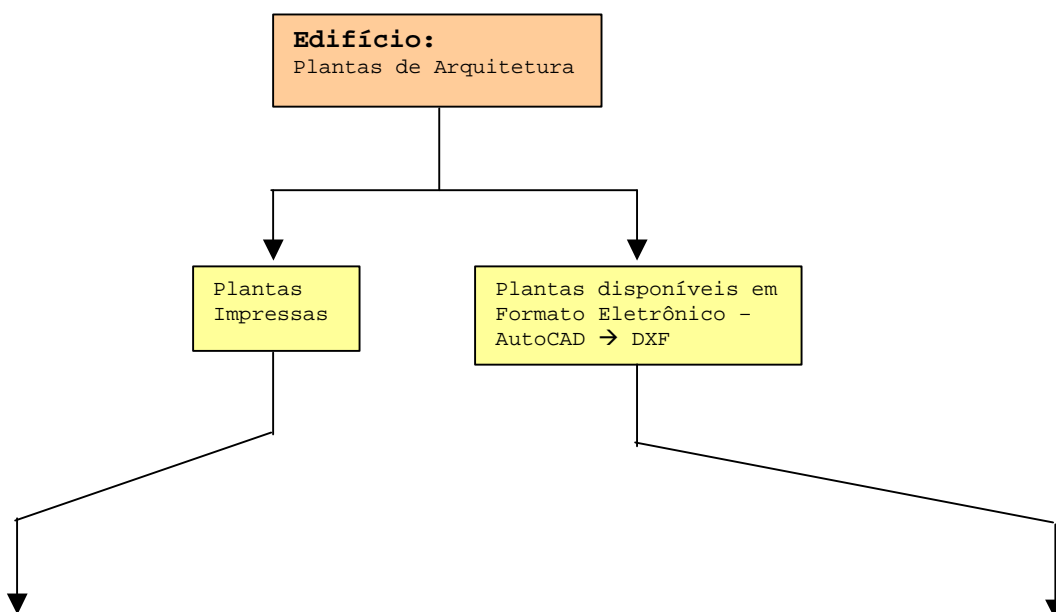 Edifício:
Plantas de Arquitetura
Plantas
Impressas
Plantas disponíveis em
Formato Eletrônico –
AutoCAD → DXF